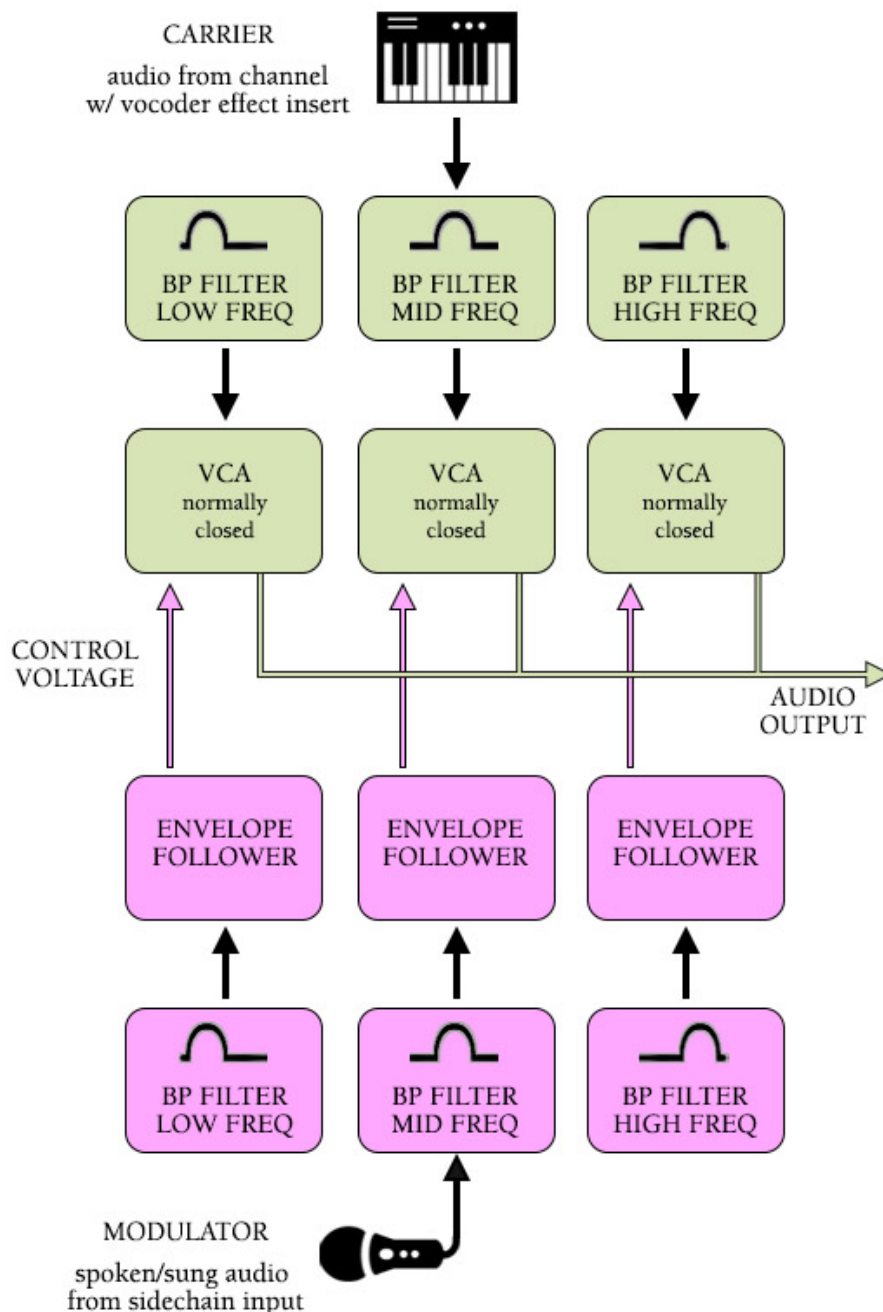 CARRIER
audio from channel
w/ vocoder effect insert
BP FILTER
LOW FREQ
BP FILTER
MID FREQ
BP FILTER
HIGH FREQ
VCA
normally
closed
VCA
normally
closed
VCA
normally
closed
CONTROL
VOLTAGE
AUDIO
OUTPUT
ENVELOPE
FOLLOWER
ENVELOPE
FOLLOWER
ENVELOPE
FOLLOWER
BP FILTER
LOW FREQ
BP FILTER
MID FREQ
BP FILTER
HIGH FREQ
MODULATOR
spoken/sung audio
from sidechain input